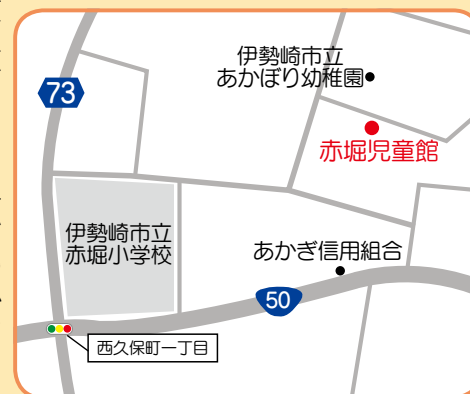 伊勢崎市立
あかぼり幼稚園
73
赤堀児童館
伊勢崎市立
赤堀小学校
あかぎ信用組合
50
西久保町一丁目